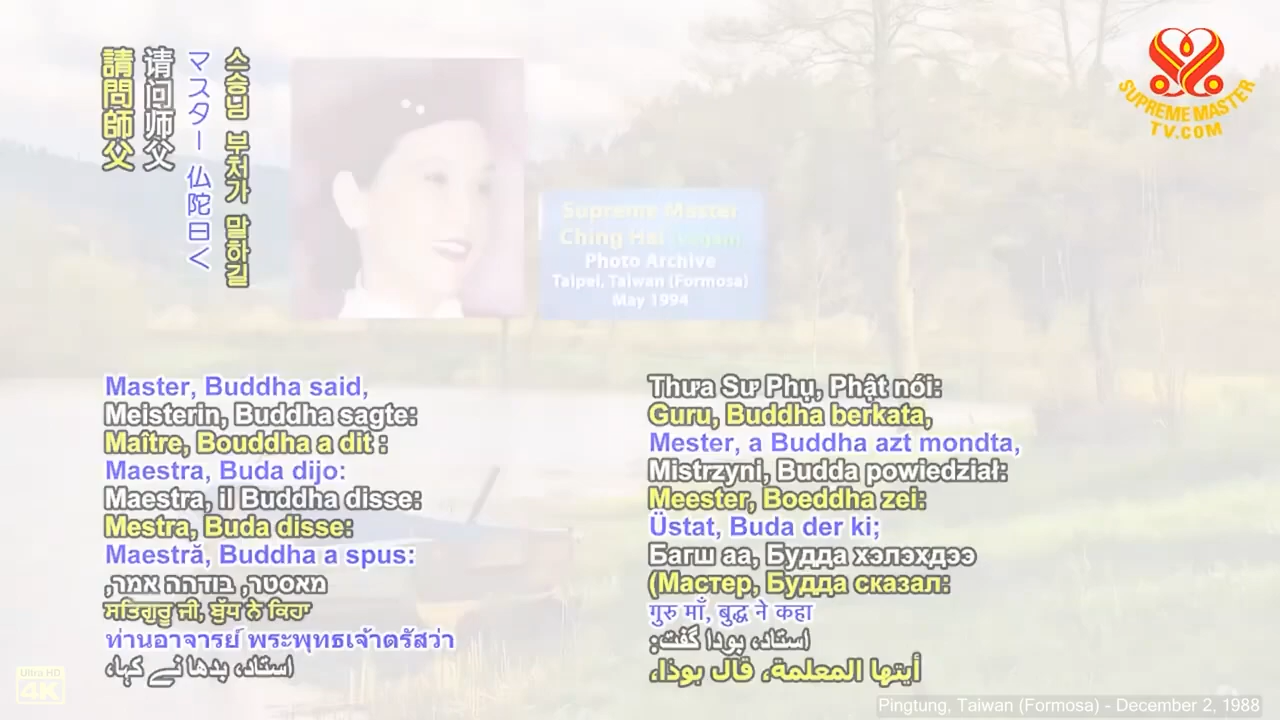 請問師父
请问师父
マスター 仏陀曰く
스승님 부처가 말하길
SUPREME MASTER
TV.COM
Supreme Master
Ching Hai (vegan)
Photo Archive
Taipei, Taiwan (Formosa)
May 1994
Master, Buddha said,
Meisterin, Buddha sagte:
Maître, Bouddha a dit :
Maestra, Buda dijo:
Maestra, il Buddha disse:
Mestra, Buda disse:
Maestră, Buddha a spus:
מאסטר, בודהה אמר,
ਸਤਿਗੁਰੂ ਜੀ, ਬੁੱਧ ਨੇ ਕਿਹਾ
ท่านอาจารย์ พระพุทธเจ้าตรัสว่า
استاد، بدھا نے کہا،
Thưa Sư Phụ, Phật nói:
Guru, Buddha berkata,
Mester, a Buddha azt mondta,
Mistrzyni, Budda powiedział:
Meester, Boeddha zei:
Üstat, Buda der ki;
Багш аа, Будда хэлэхдээ
(Мастер, Будда сказал:
गुरु माँ, बुद्ध ने कहा
استاد، بودا گفت:
أيتها المعلمة، قال بوذا،
Ultra HD
4K
Pingtung, Taiwan (Formosa) - December 2, 1988